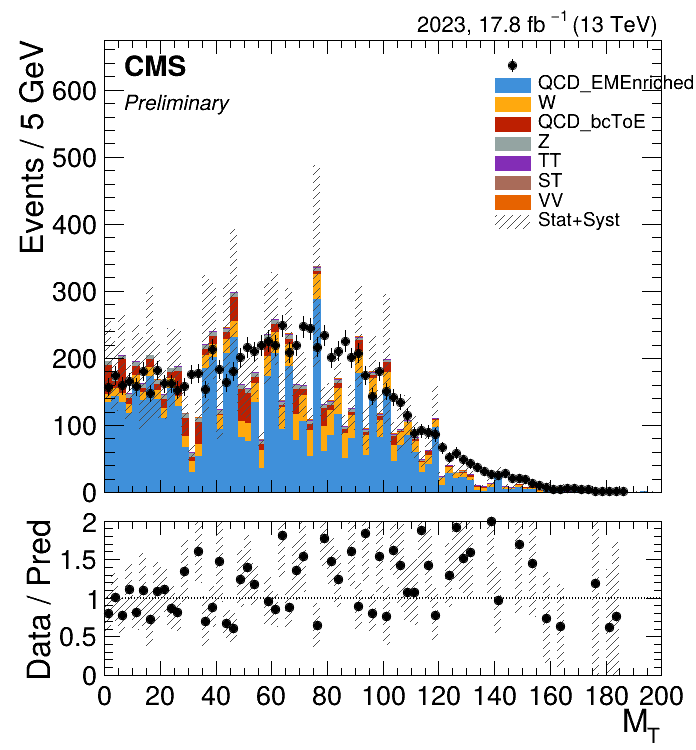 2023, 17.8 fb⁻¹ (13 TeV)
CMS
Preliminary
QCD_EMEnriched
W
QCD_bcToE
Z
TT
ST
VV
Stat+Syst
Events / 5 GeV
600
500
400
300
200
100
0
Data / Pred
2
1.5
1
0.5
0
0 20 40 60 80 100 120 140 160 180 200
M_T